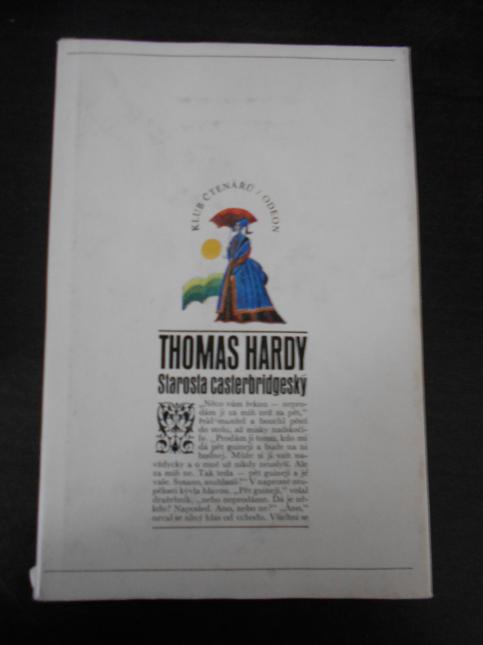 KLUB ČTENÁŘŮ / ODEON
THOMAS HARDY
Starosta casterbridgeský
„Něco vám řeknu — nepro-
dám ji za míň než za pět,“
řekl manžel a bouchl pěstí
do stolu, až misky nadskoči-
ly. „Prodám ji tomu, kdo mi
dá pět guinejí a bude na ni
hodnej. Může si ji vzít na-
vždycky a o mně už nikdy neuslyší. Ale
za míň ne. Tak teda — pět guinejí a je
vaše. Susano, souhlasíš?“ V naprosté otu-
pělosti kývla hlavou. „Pět guinejí,“ volal
dražebník, „nebo neprodáme. Dá je ně-
kdo? Naposled. Ano, nebo ne?“ „Ano,“
ozval se silný hlas od vchodu. Všichni se